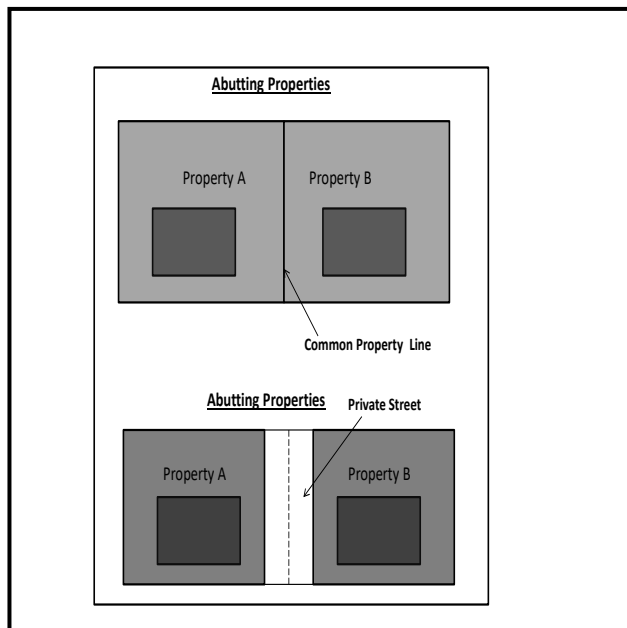 Abutting Properties
Property A
Property B
Common Property Line
Abutting Properties
Private Street
Property A
Property B